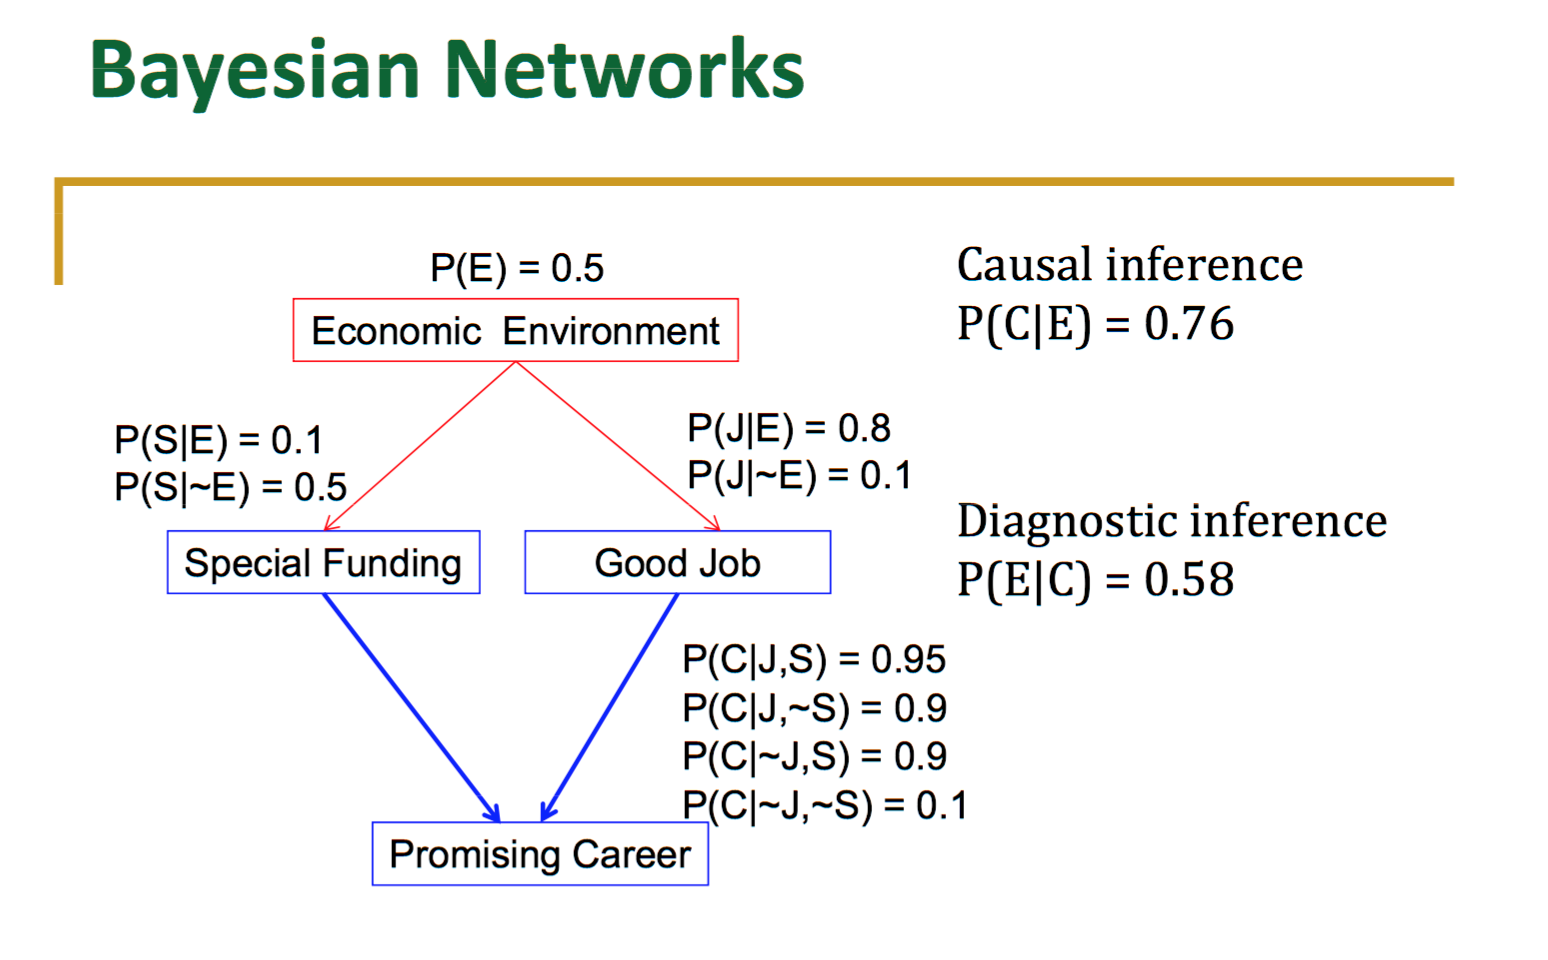 Bayesian Networks
P(E) = 0.5
Economic Environment
P(S|E) = 0.1
P(S|~E) = 0.5
P(J|E) = 0.8
P(J|~E) = 0.1
Special Funding
Good Job
P(C|J,S) = 0.95
P(C|J,~S) = 0.9
P(C|~J,S) = 0.9
P(C|~J,~S) = 0.1
Promising Career
Causal inference
P(C|E) = 0.76
Diagnostic inference
P(E|C) = 0.58